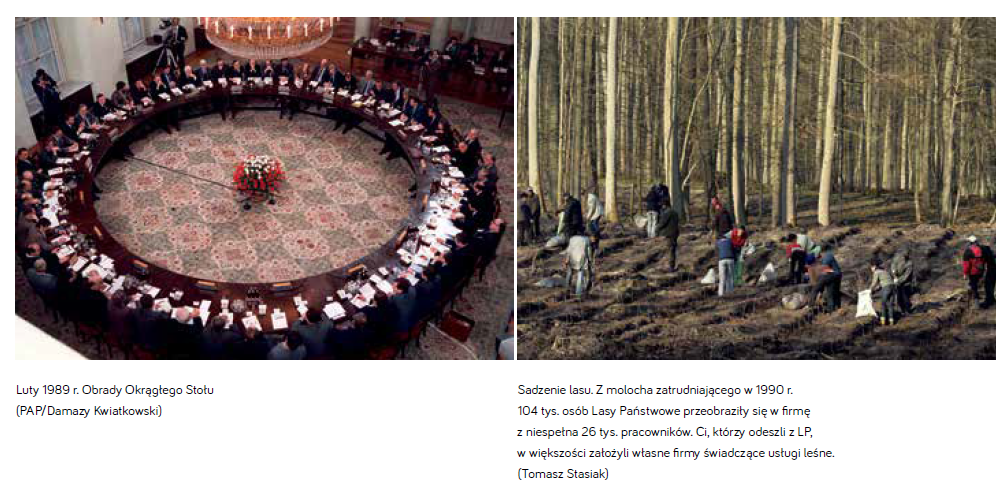 Luty 1989 r. Obrady Okrągłego Stołu
(PAP/Damazy Kwiatkowski)
Sadzenie lasu. Z molocha zatrudniającego w 1990 r.
104 tys. osób Lasy Państwowe przeobraziły się w firmę
z niespełna 26 tys. pracowników. Ci, którzy odeszli z LP,
w większości założyli własne firmy świadczące usługi leśne.
(Tomasz Stasiak)